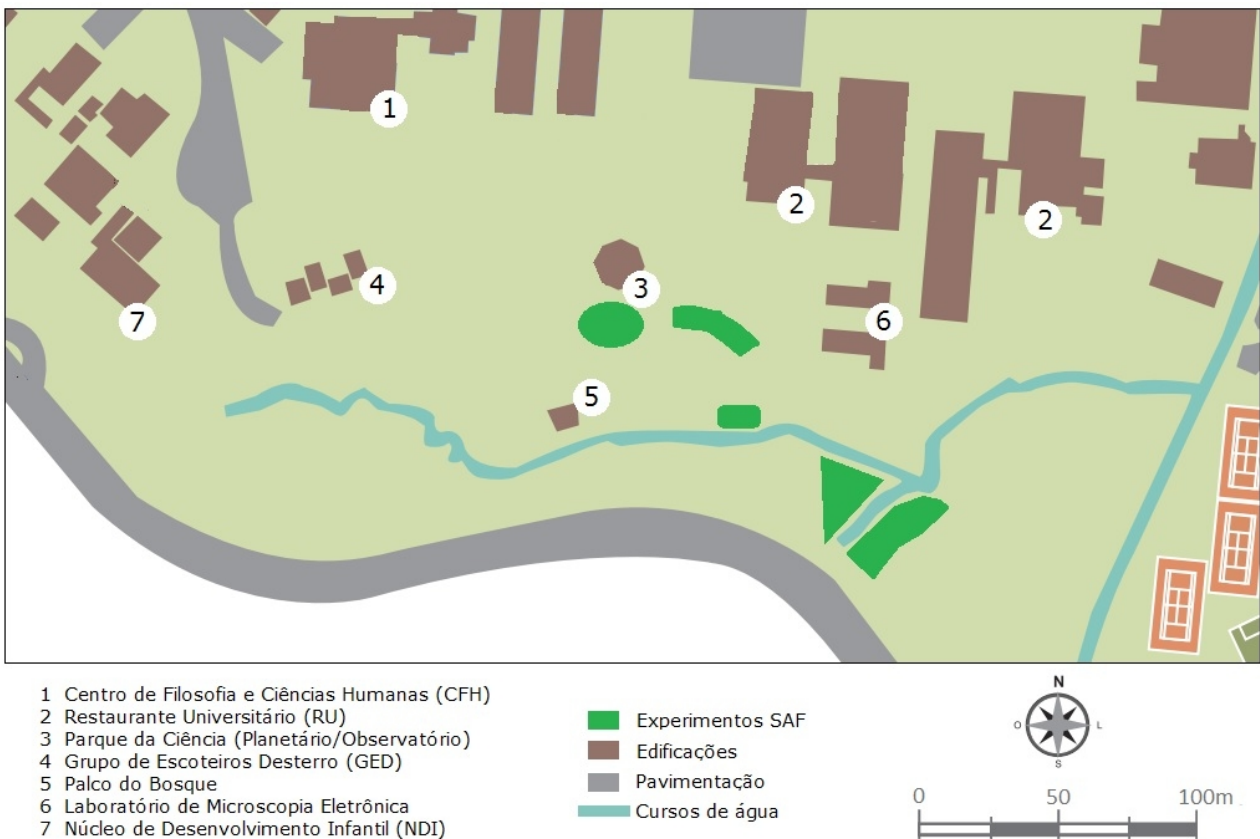 1
2
2
3
4
6
7
5
1 Centro de Filosofia e Ciências Humanas (CFH)
2 Restaurante Universitário (RU)
3 Parque da Ciência (Planetário/Observatório)
4 Grupo de Escoteiros Desterro (GED)
5 Palco do Bosque
6 Laboratório de Microscopia Eletrônica
7 Núcleo de Desenvolvimento Infantil (NDI)
Experimentos SAF
Edificações
Pavimentação
Cursos de água
N
O L
S
0 50 100m